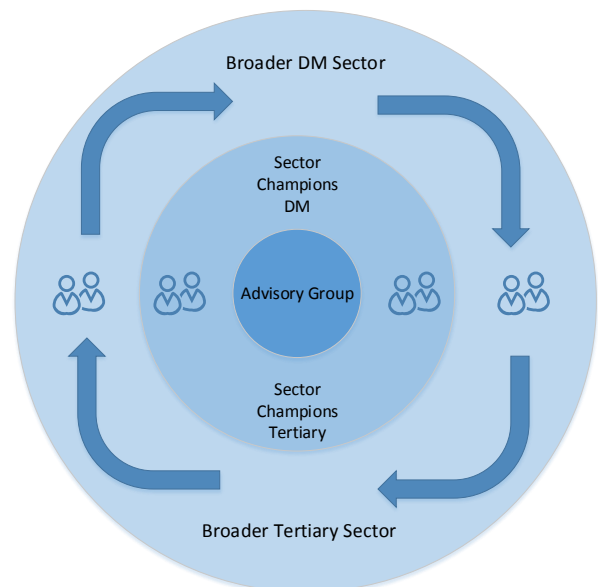 Broader DM Sector
Sector
Champions
DM
Advisory Group
Sector
Champions
Tertiary
Broader Tertiary Sector